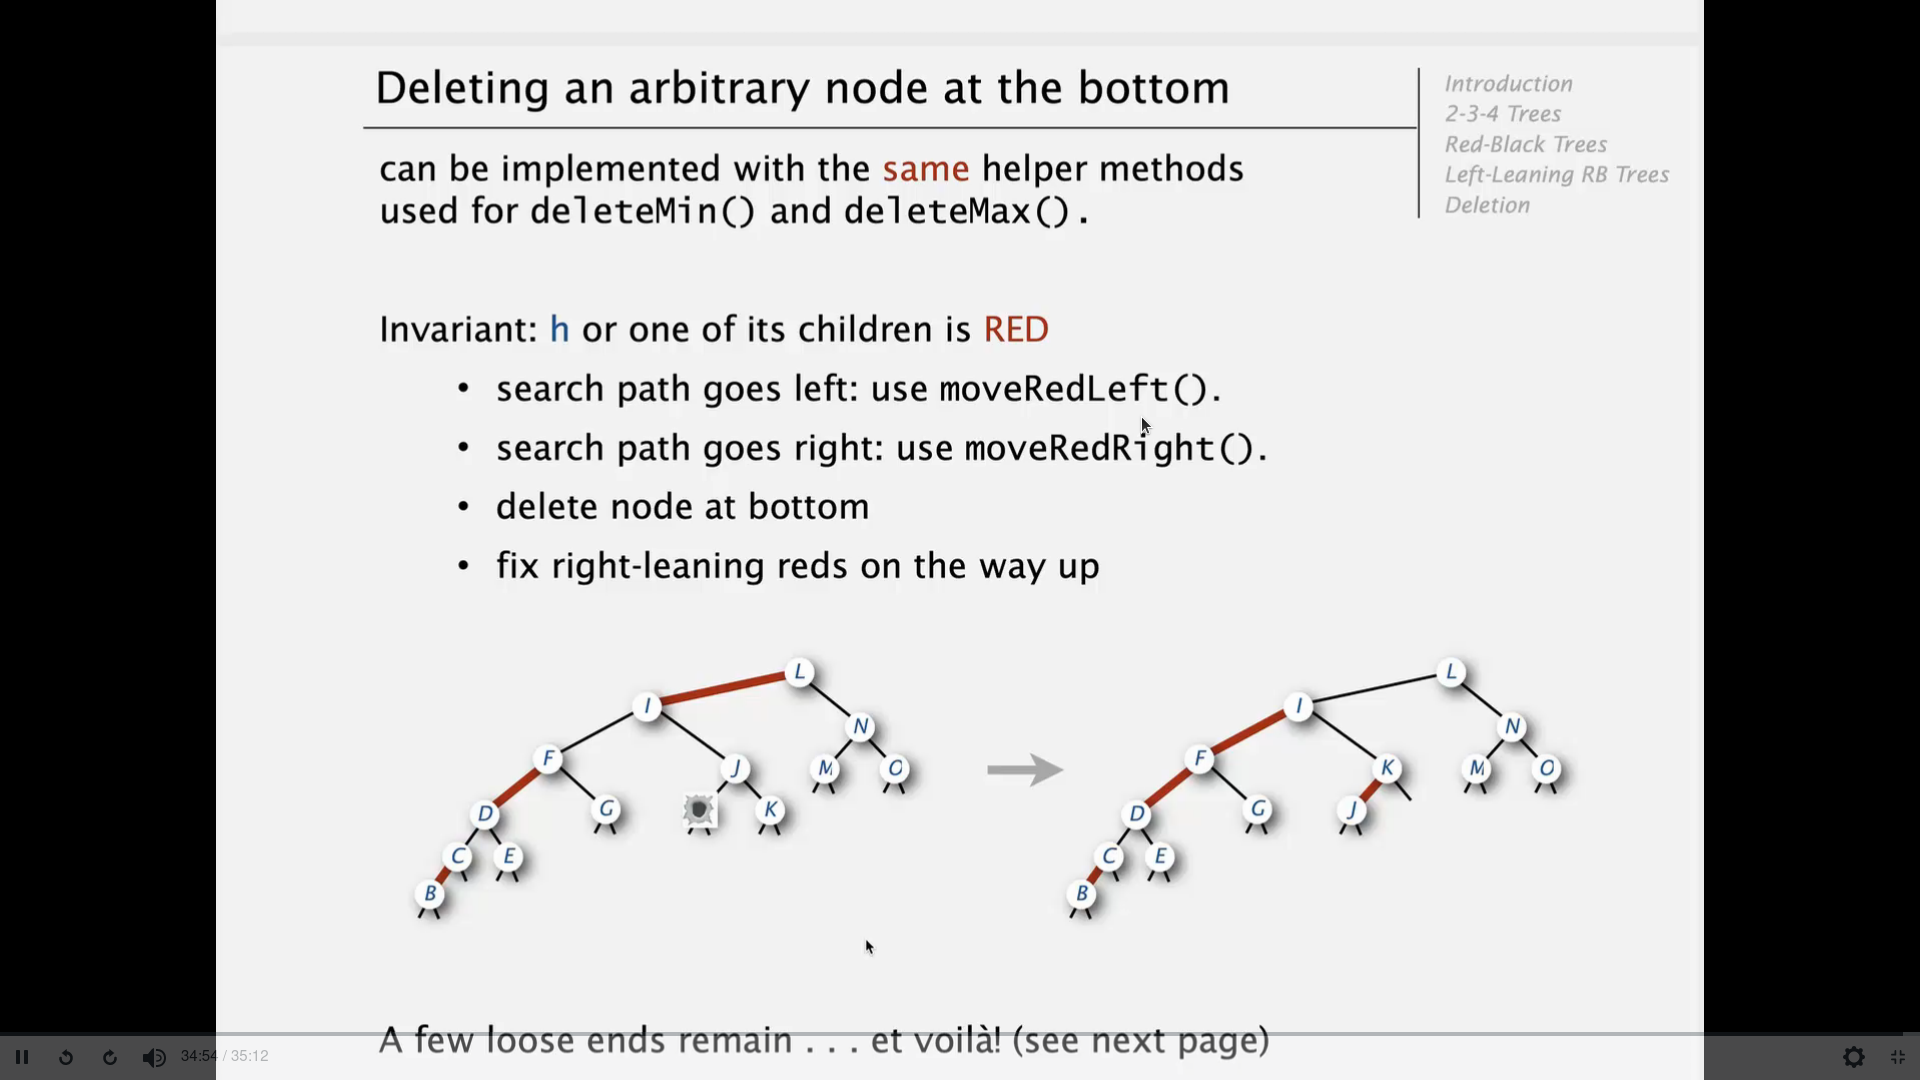 Deleting an arbitrary node at the bottom
Introduction
2-3-4 Trees
Red-Black Trees
Left-Leaning RB Trees
Deletion
can be implemented with the same helper methods
used for deleteMin() and deleteMax().
Invariant: h or one of its children is RED
• search path goes left: use moveRedLeft().
• search path goes right: use moveRedRight().
• delete node at bottom
• fix right-leaning reds on the way up
L
I
N
F
J
M
O
D
G
K
C
E
B
L
I
N
F
K
M
O
D
G
J
C
E
B
A few loose ends remain . . . et voilà! (see next page)
34:54 / 35:12